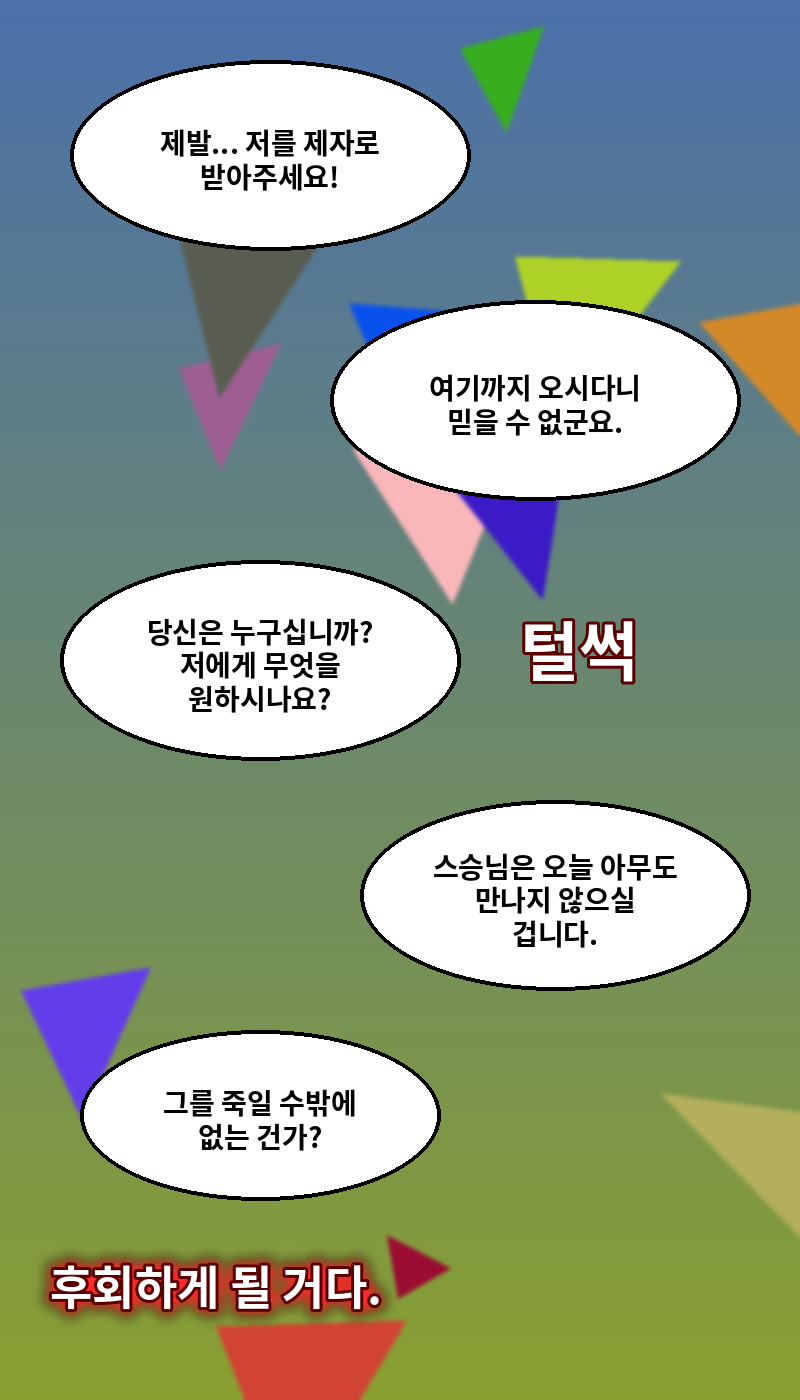 제발... 저를 제자로
받아주세요!
여기까지 오시다니
믿을 수 없군요.
당신은 누구십니까?
저에게 무엇을
원하시나요?
털썩
스승님은 오늘 아무도
만나지 않으실
겁니다.
그를 죽일 수밖에
없는 건가?
후회하게 될 거다.